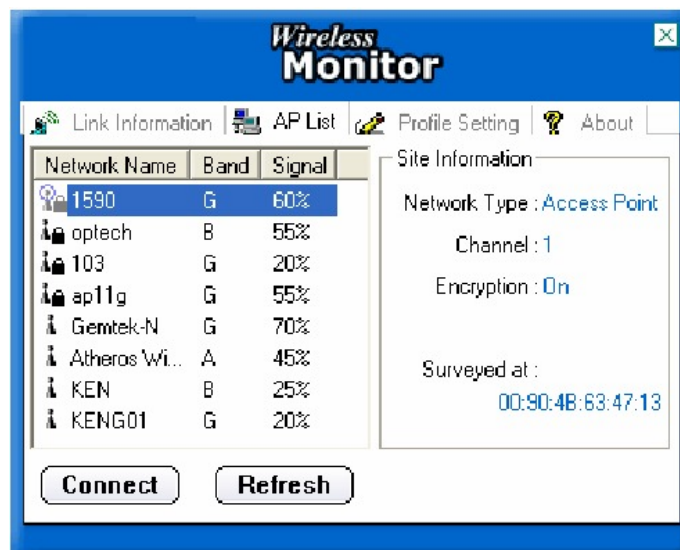 Wireless
Monitor
Link Information AP List Profile Setting About
Network Name Band Signal
1590 G 60%
optech B 55%
103 G 20%
ap11g G 55%
Gemtek-N G 70%
Atheros Wi... A 45%
KEN B 25%
KENG01 G 20%
Site Information
Network Type : Access Point
Channel : 1
Encryption : On
Surveyed at :
00:90:4B:63:47:13
Connect Refresh